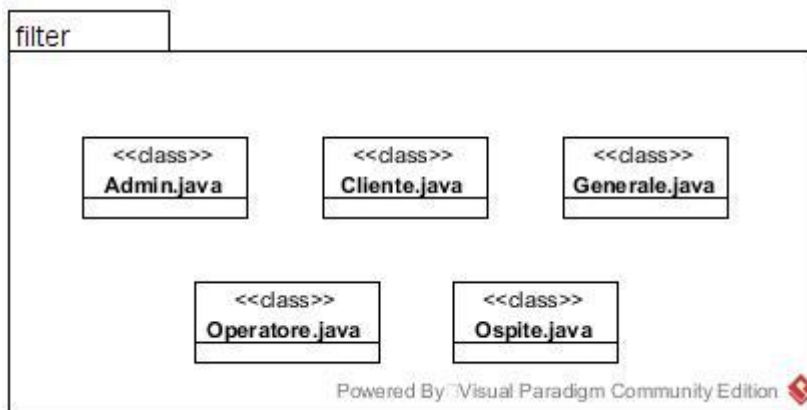 filter
<<class>>
Admin.java
<<class>>
Cliente.java
<<class>>
Generale.java
<<class>>
Operatore.java
<<class>>
Ospite.java
Powered By Visual Paradigm Community Edition